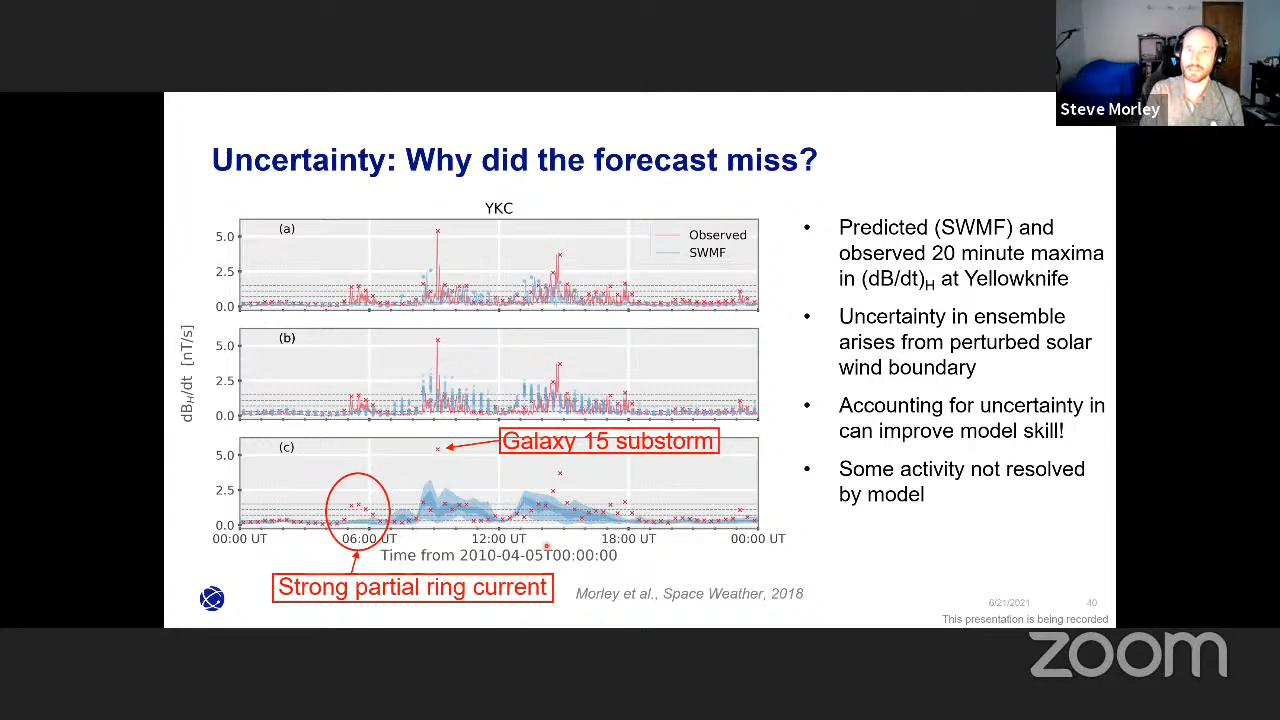 Steve Morley
Uncertainty: Why did the forecast miss?
YKC
(a)
5.0
2.5
0.0
Observed
SWMF
(b)
5.0
2.5
0.0
dB_H/dt [nT/s]
(c)
5.0
2.5
0.0
Galaxy 15 substorm
00:00 UT
06:00 UT
12:00 UT
18:00 UT
00:00 UT
Time from 2010-04-05T00:00:00
Strong partial ring current
Morley et al., Space Weather, 2018
• Predicted (SWMF) and
observed 20 minute maxima
in (dB/dt)H at Yellowknife
• Uncertainty in ensemble
arises from perturbed solar
wind boundary
• Accounting for uncertainty in
can improve model skill!
• Some activity not resolved
by model
6/21/2021
40
This presentation is being recorded
zoom